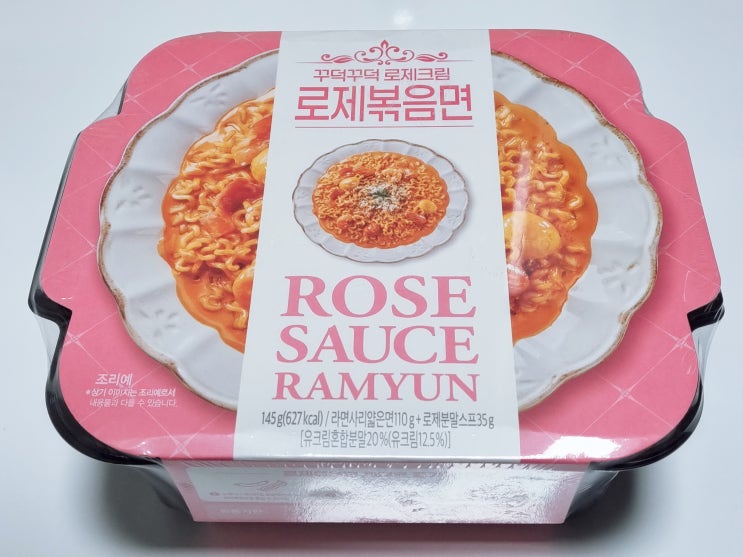 꾸덕꾸덕 로제크림
로제볶음면
ROSE
SAUCE
RAMYUN
145g(627kcal) / 라면사리얇은면110g+로제분말스프35g
[유크림혼합분말20%(유크림12.5%)]
조리예
*상기 이미지는 조리예로서
내용물과 다를 수 있습니다.